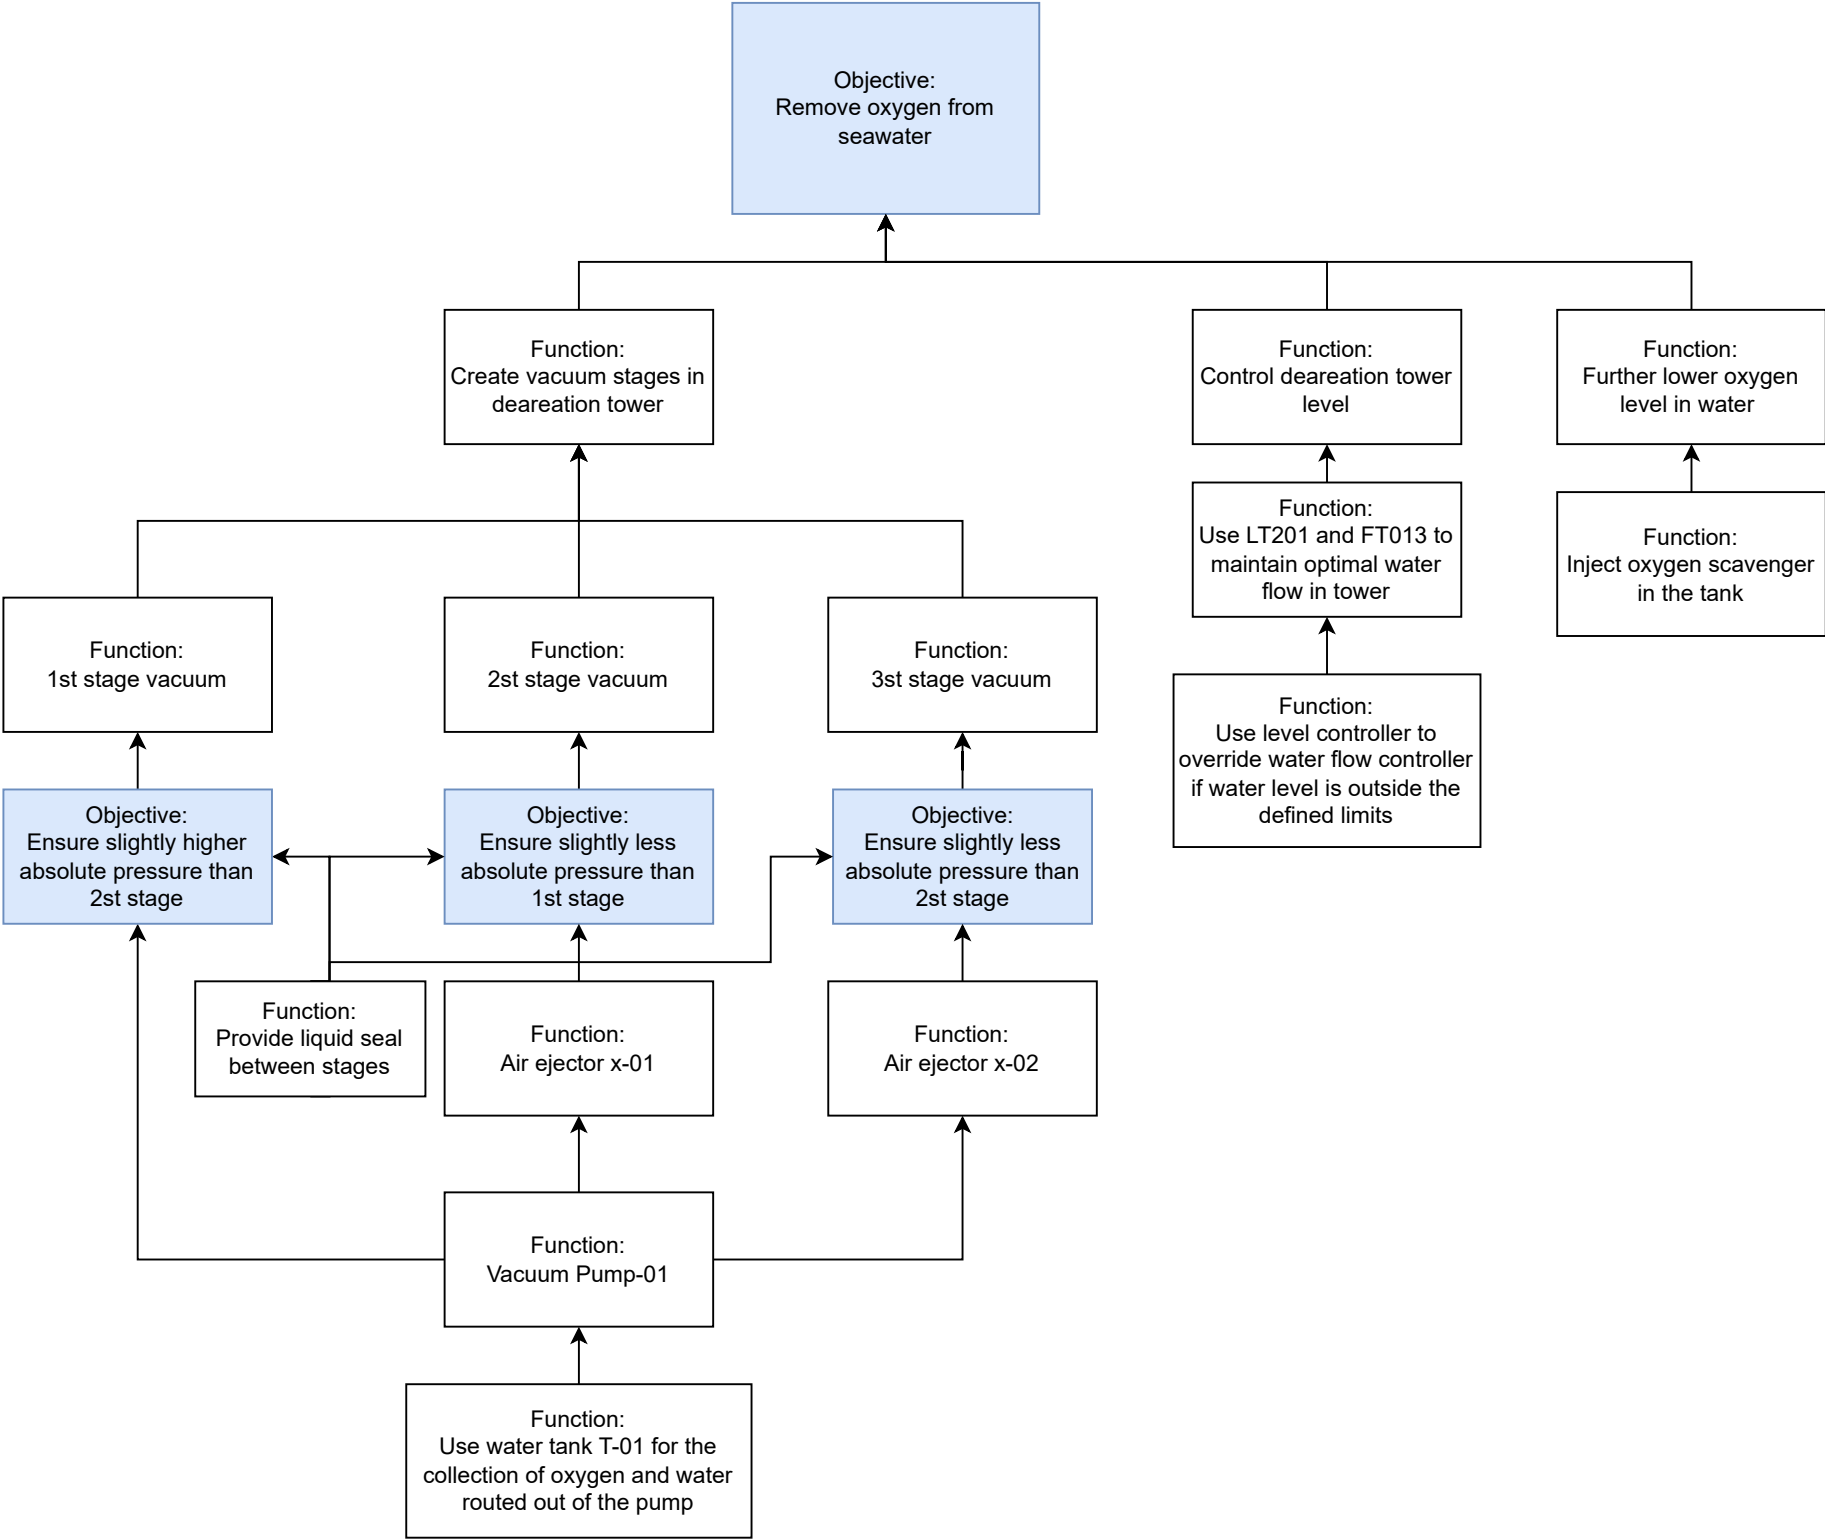 Objective:
Remove oxygen from
seawater
Function:
Create vacuum stages in
deareation tower
Function:
Control deareation tower
level
Function:
Further lower oxygen
level in water
Function:
Use LT201 and FT013 to
maintain optimal water
flow in tower
Function:
Inject oxygen scavenger
in the tank
Function:
1st stage vacuum
Function:
2st stage vacuum
Function:
3st stage vacuum
Function:
Use level controller to
override water flow controller
if water level is outside the
defined limits
Objective:
Ensure slightly higher
absolute pressure than
2st stage
Objective:
Ensure slightly less
absolute pressure than
1st stage
Objective:
Ensure slightly less
absolute pressure than
2st stage
Function:
Provide liquid seal
between stages
Function:
Air ejector x-01
Function:
Air ejector x-02
Function:
Vacuum Pump-01
Function:
Use water tank T-01 for the
collection of oxygen and water
routed out of the pump